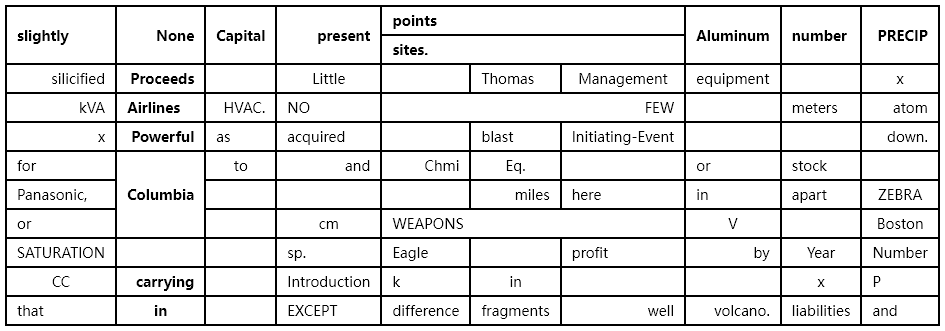 slightly None Capital present points Aluminum number PRECIP
sites.
silicified Proceeds Little Thomas Management equipment x
kVA Airlines HVAC. NO FEW meters atom
x Powerful as acquired blast Initiating-Event down.
for Columbia to and Chmi Eq. or stock
Panasonic, miles here in apart ZEBRA
or cm WEAPONS V Boston
SATURATION sp. Eagle profit by Year Number
CC carrying Introduction k in x P
that in EXCEPT difference fragments well volcano. liabilities and